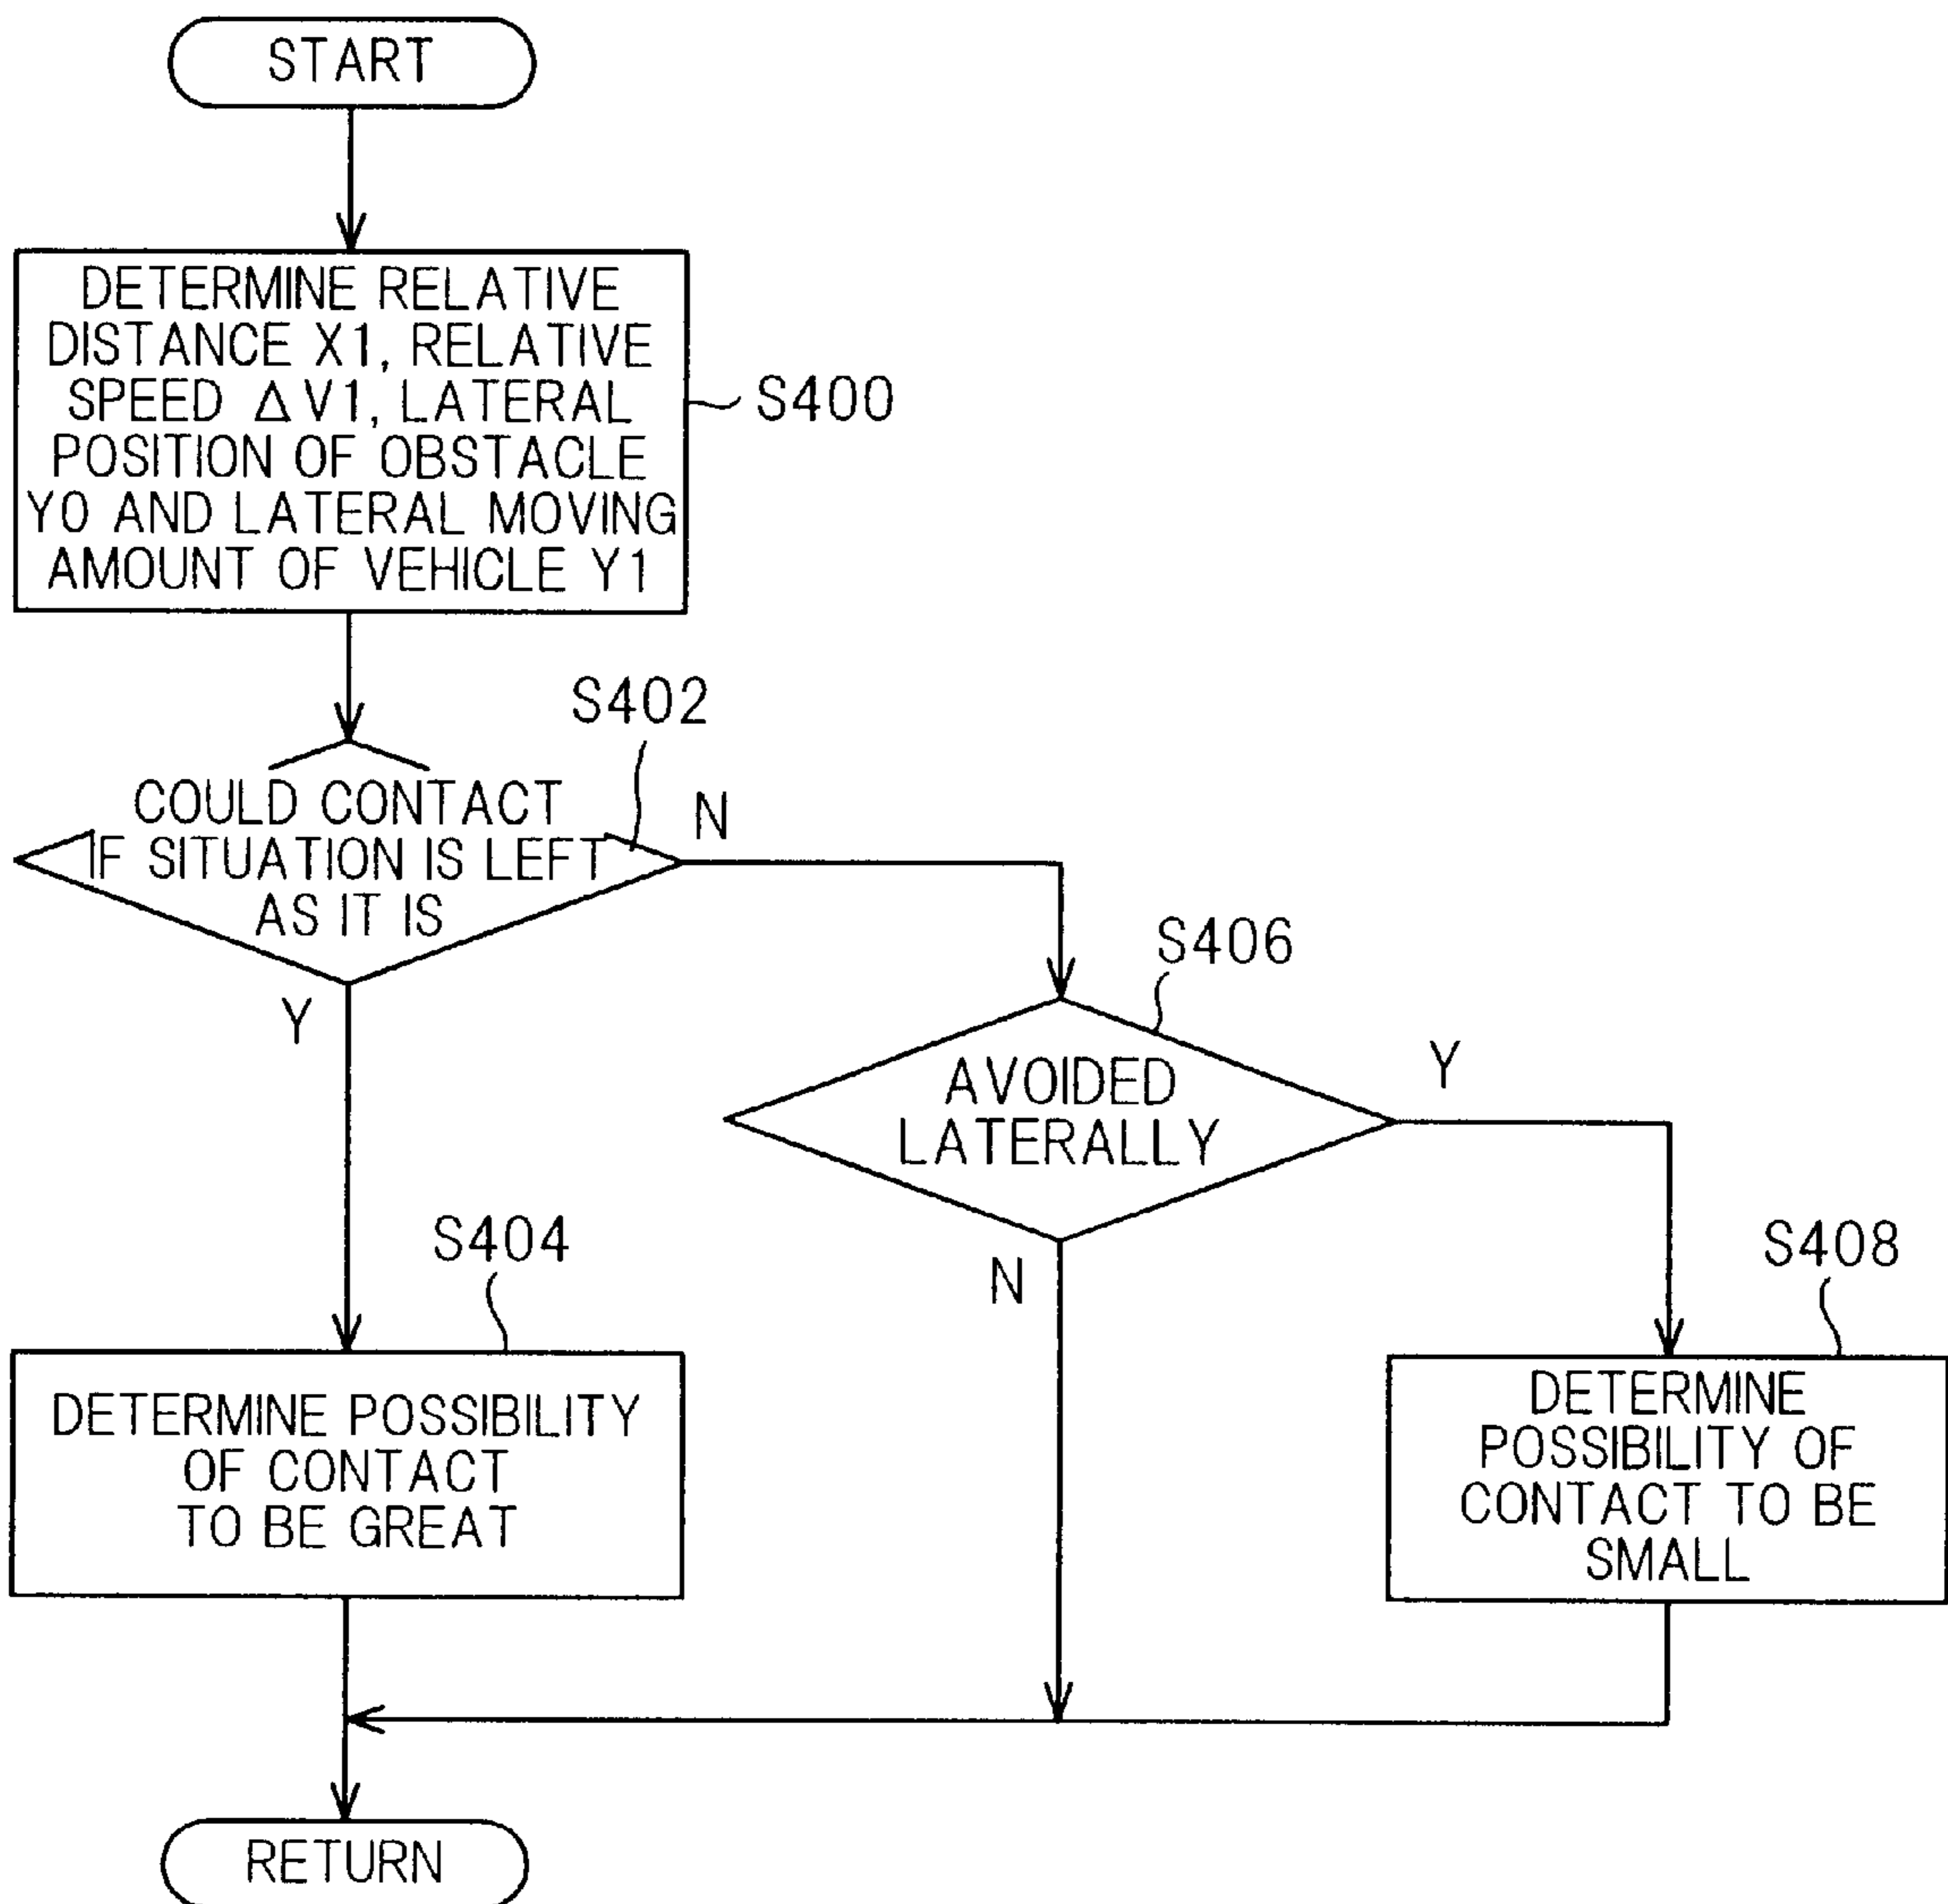 START
DETERMINE RELATIVE
DISTANCE X1, RELATIVE
SPEED ΔV1, LATERAL
POSITION OF OBSTACLE
Y0 AND LATERAL MOVING
AMOUNT OF VEHICLE Y1
S400
S402
COULD CONTACT
IF SITUATION IS LEFT
AS IT IS
N
Y
S406
AVOIDED
LATERALLY
Y
N
S404
DETERMINE POSSIBILITY
OF CONTACT
TO BE GREAT
S408
DETERMINE
POSSIBILITY OF
CONTACT TO BE
SMALL
RETURN